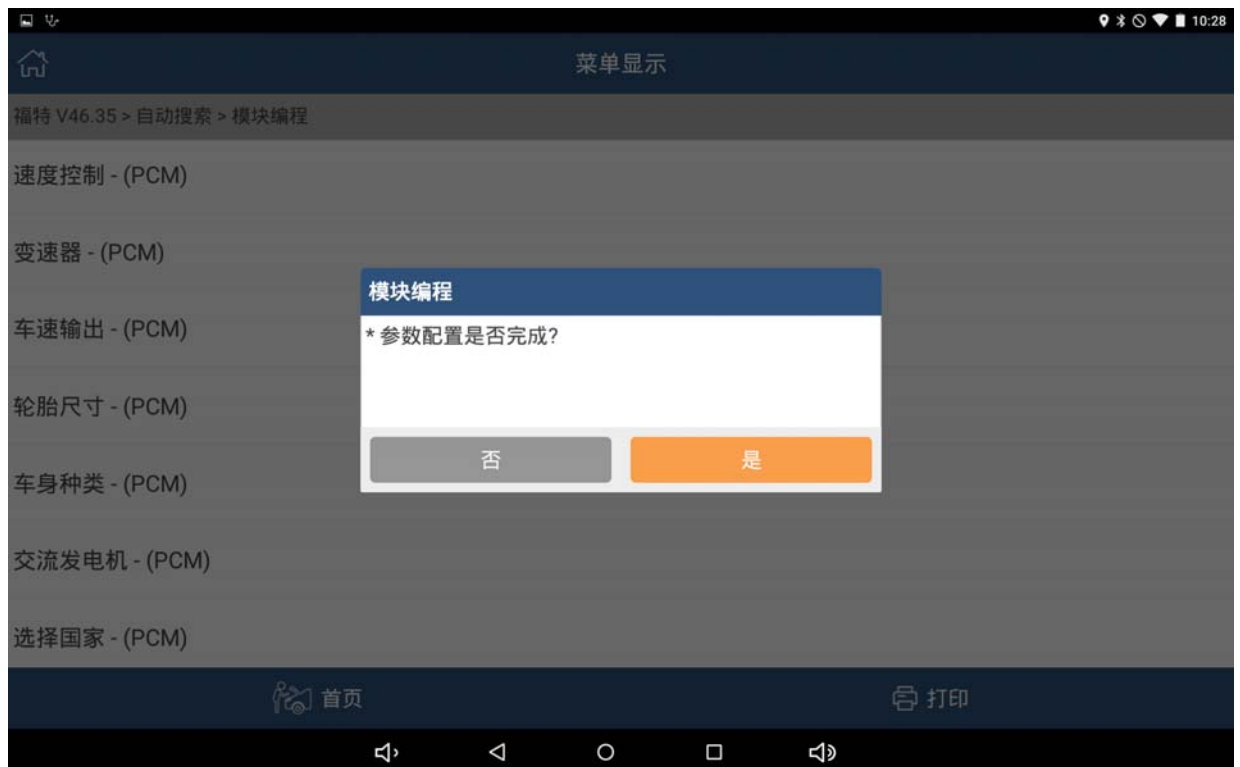 10:28
菜单显示
福特 V46.35 > 自动搜索 > 模块编程
速度控制 - (PCM)
变速器 - (PCM)
模块编程
* 参数配置是否完成?
否
是
车速输出 - (PCM)
轮胎尺寸 - (PCM)
车身种类 - (PCM)
交流发电机 - (PCM)
选择国家 - (PCM)
首页
打印